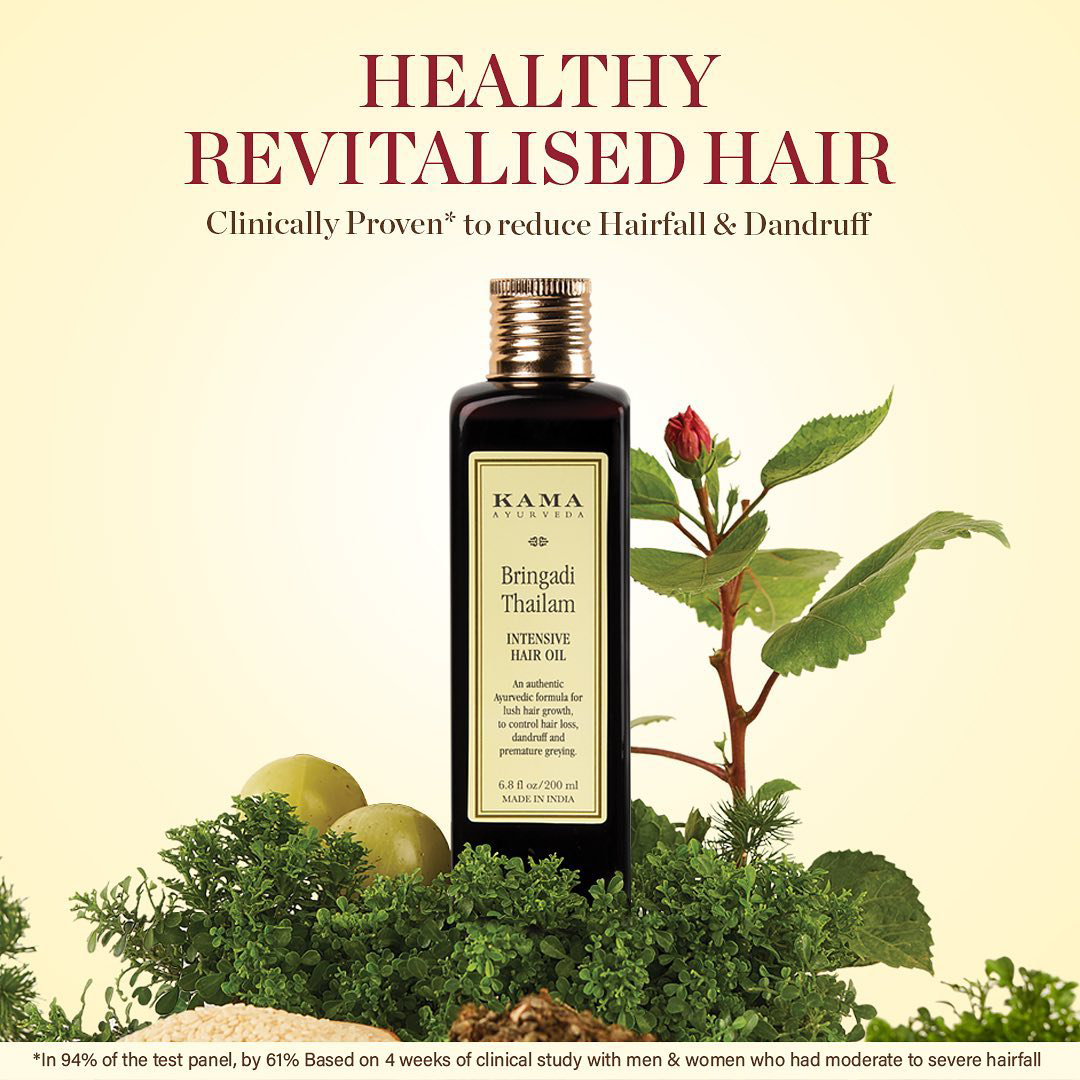 HEALTHY
REVITALISED HAIR
Clinically Proven* to reduce Hairfall & Dandruff
KAMA
AYURVEDA
Bringadi
Thailam
INTENSIVE
HAIR OIL
An authentic
Ayurvedic formula for
lush hair growth,
to control hair loss,
dandruff and
premature greying.
6.8 fl oz/200 ml
MADE IN INDIA
*In 94% of the test panel, by 61% Based on 4 weeks of clinical study with men & women who had moderate to severe hairfall